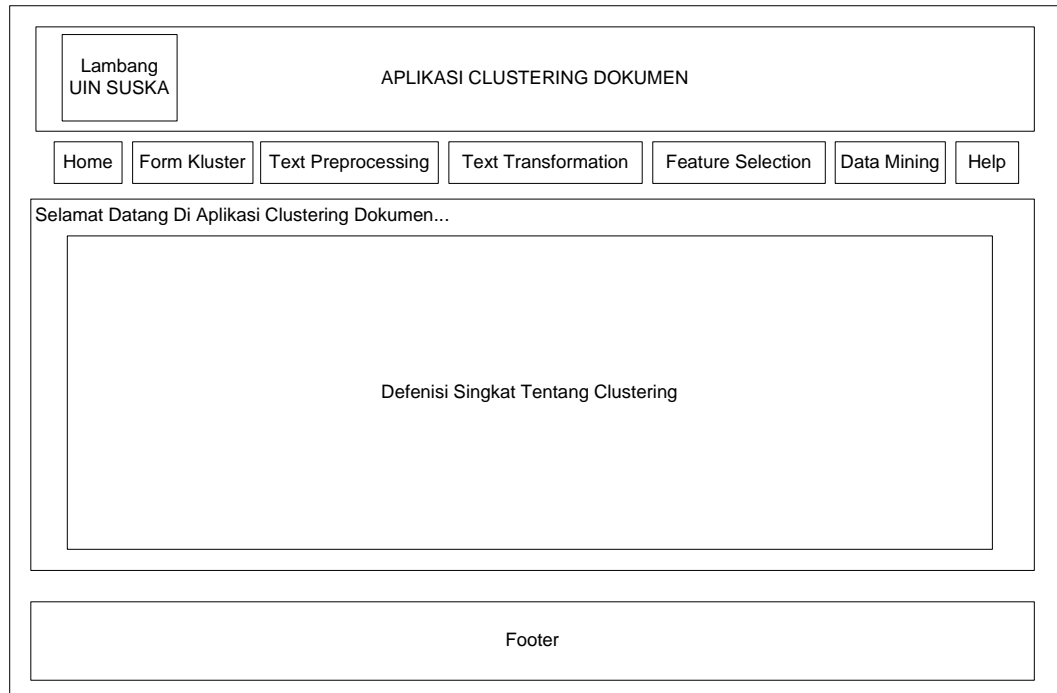 Lambang
UIN SUSKA
APLIKASI CLUSTERING DOKUMEN
Home
Form Kluster
Text Preprocessing
Text Transformation
Feature Selection
Data Mining
Help
Selamat Datang Di Aplikasi Clustering Dokumen...
Defenisi Singkat Tentang Clustering
Footer